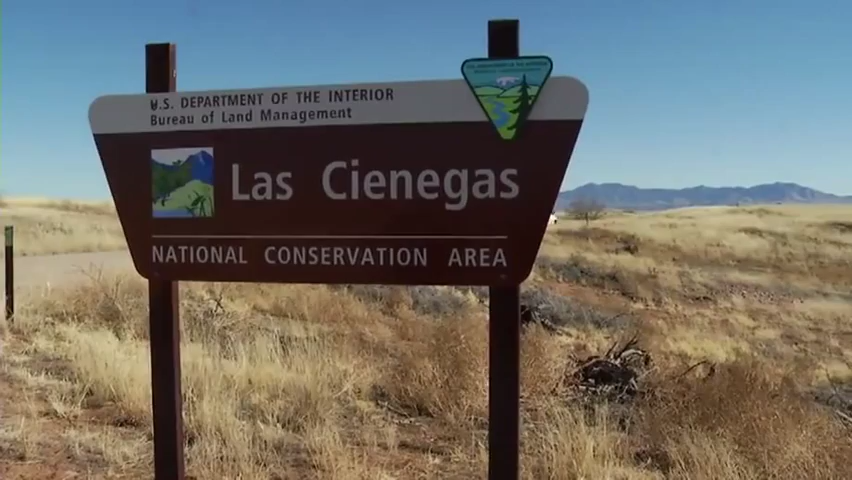 U.S. DEPARTMENT OF THE INTERIOR
Bureau of Land Management
Las Cienegas
NATIONAL CONSERVATION AREA